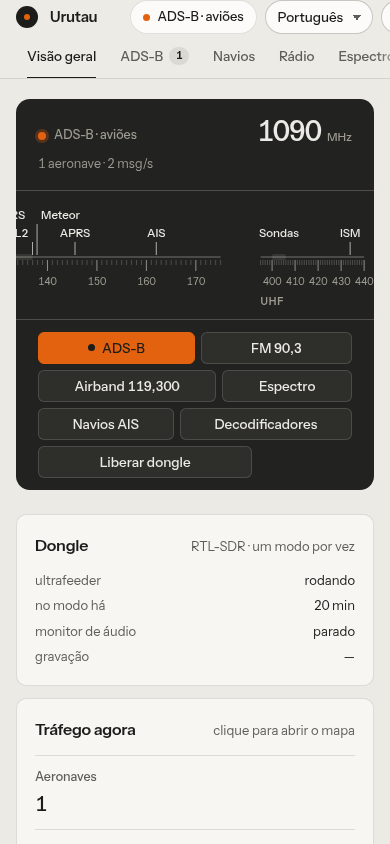 Urutau
ADS-B · aviões
Português
Visão geral
ADS-B 1
Navios
Rádio
Espectro
ADS-B · aviões
1090 MHz
1 aeronave · 2 msg/s
RS Meteor
L2 APRS AIS Sondas ISM
140 150 160 170 400 410 420 430 440
UHF
ADS-B
FM 90,3
Airband 119,300
Espectro
Navios AIS
Decodificadores
Liberar dongle
Dongle
RTL-SDR · um modo por vez
ultrafeeder rodando
no modo há 20 min
monitor de áudio parado
gravação —
Tráfego agora
clique para abrir o mapa
Aeronaves
1